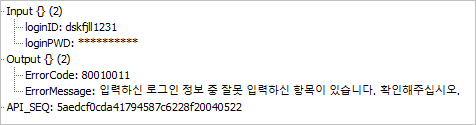 Input {} (2)
loginID: dskfjll1231
loginPWD: **********
Output {} (2)
ErrorCode: 80010011
ErrorMessage: 입력하신 로그인 정보 중 잘못 입력하신 항목이 있습니다. 확인해주십시오.
API_SEQ: 5aedcf0cda41794587c6228f20040522